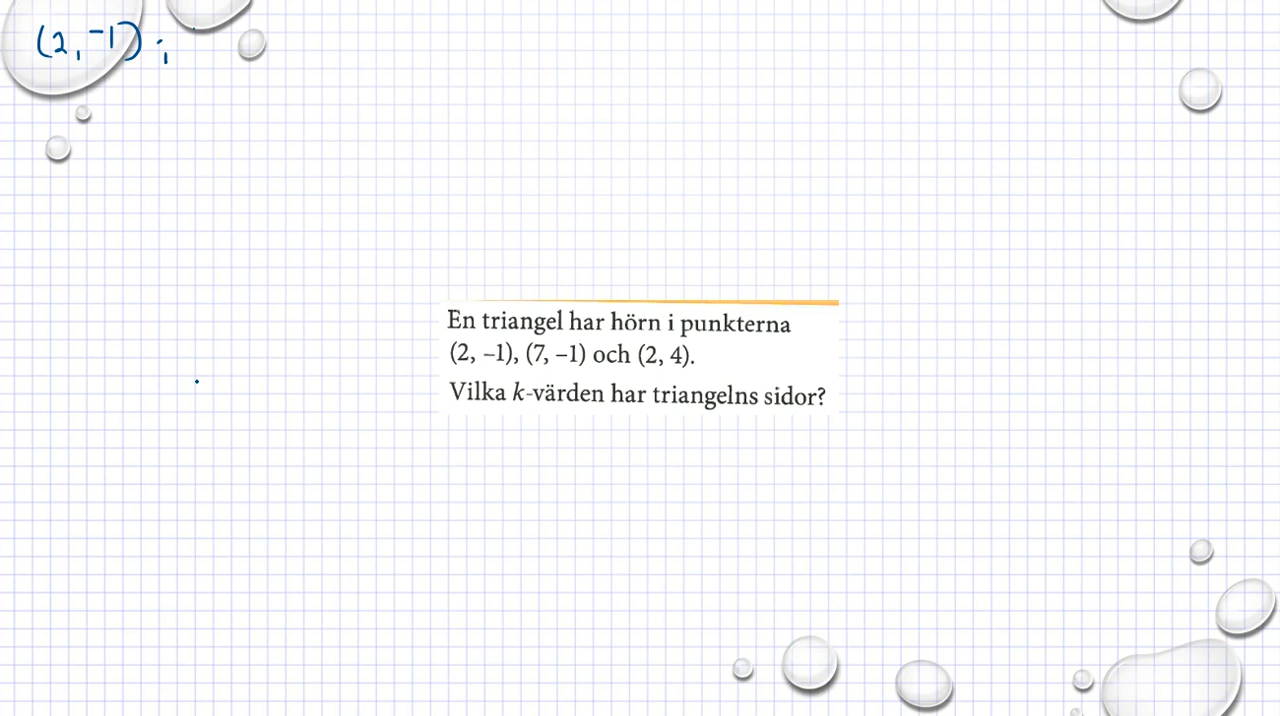 (2, -1) ;
En triangel har hörn i punkterna
(2, –1), (7, –1) och (2, 4).
Vilka k-värden har triangelns sidor?